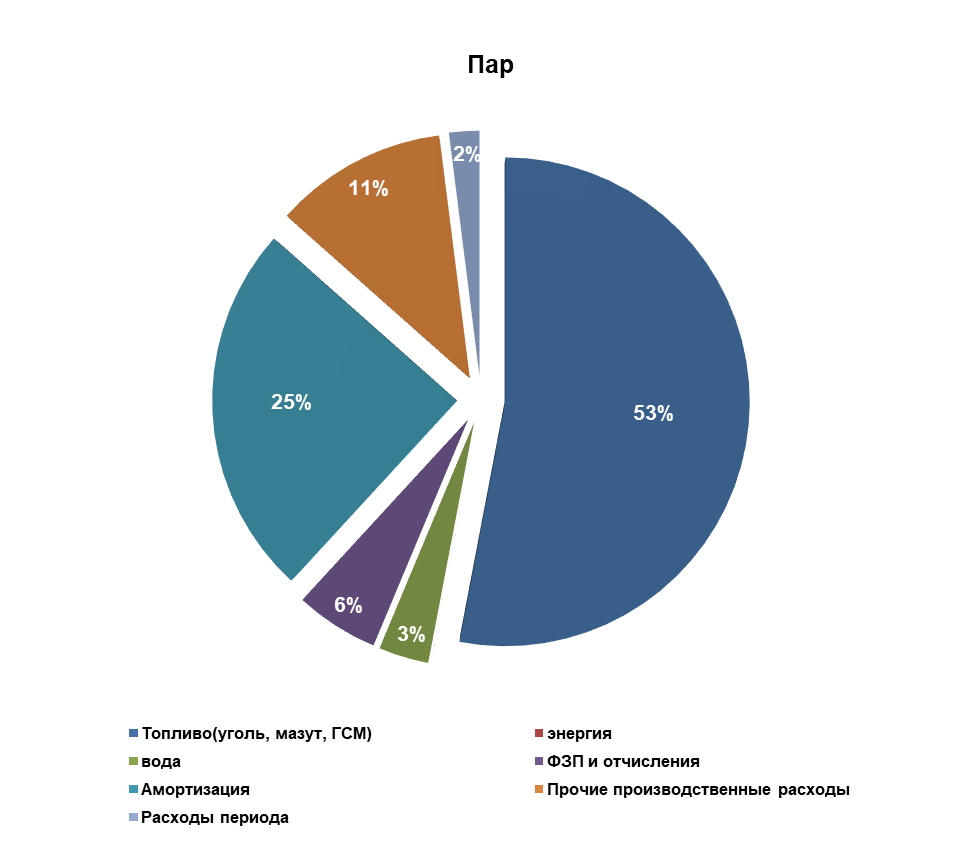 Пар
2%
11%
53%
25%
6%
3%
Топливо(уголь, мазут, ГСМ)
энергия
вода
ФЗП и отчисления
Амортизация
Прочие производственные расходы
Расходы периода